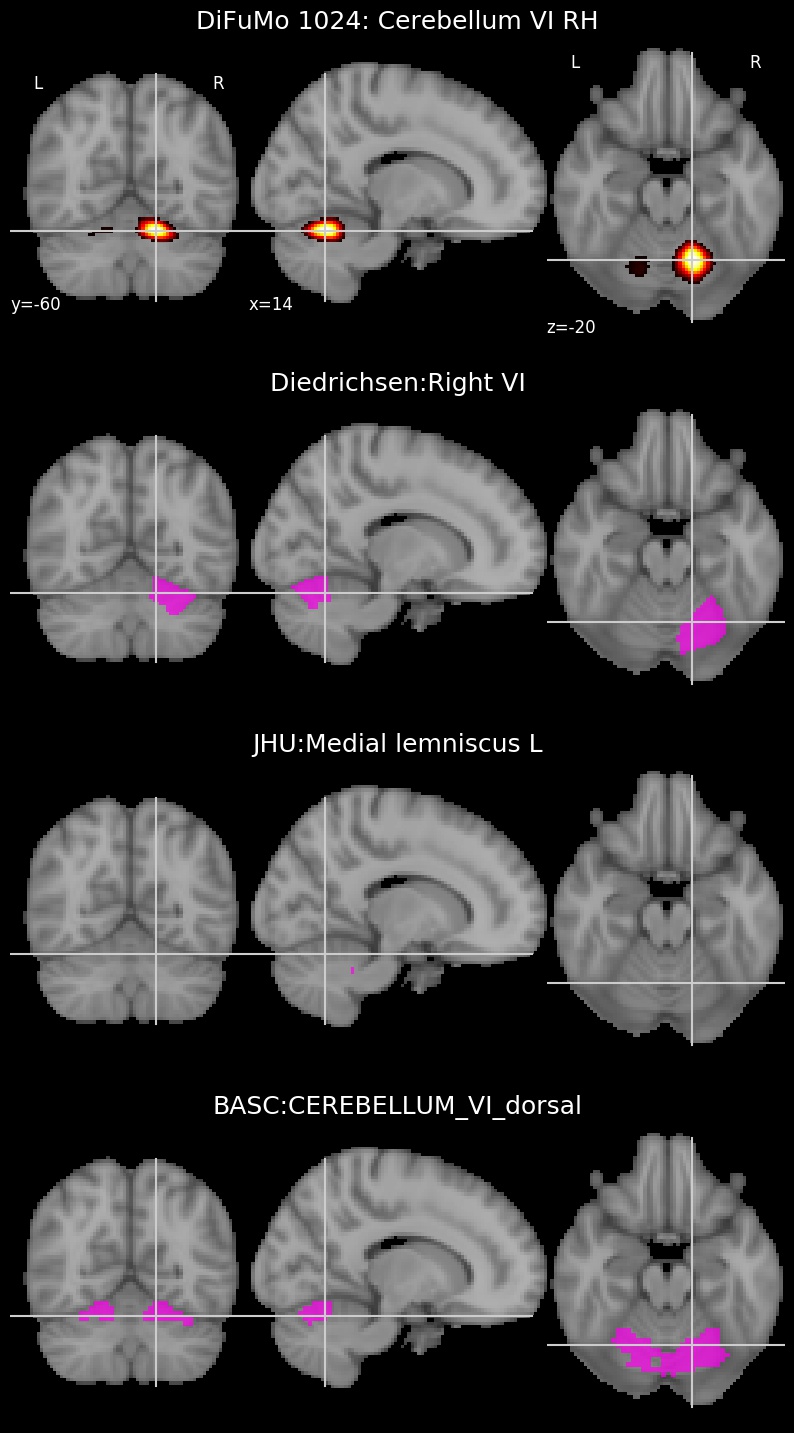 DiFuMo 1024: Cerebellum VI RH
L R L R
y=-60 x=14 z=-20
Diedrichsen:Right VI
JHU:Medial lemniscus L
BASC:CEREBELLUM_VI_dorsal